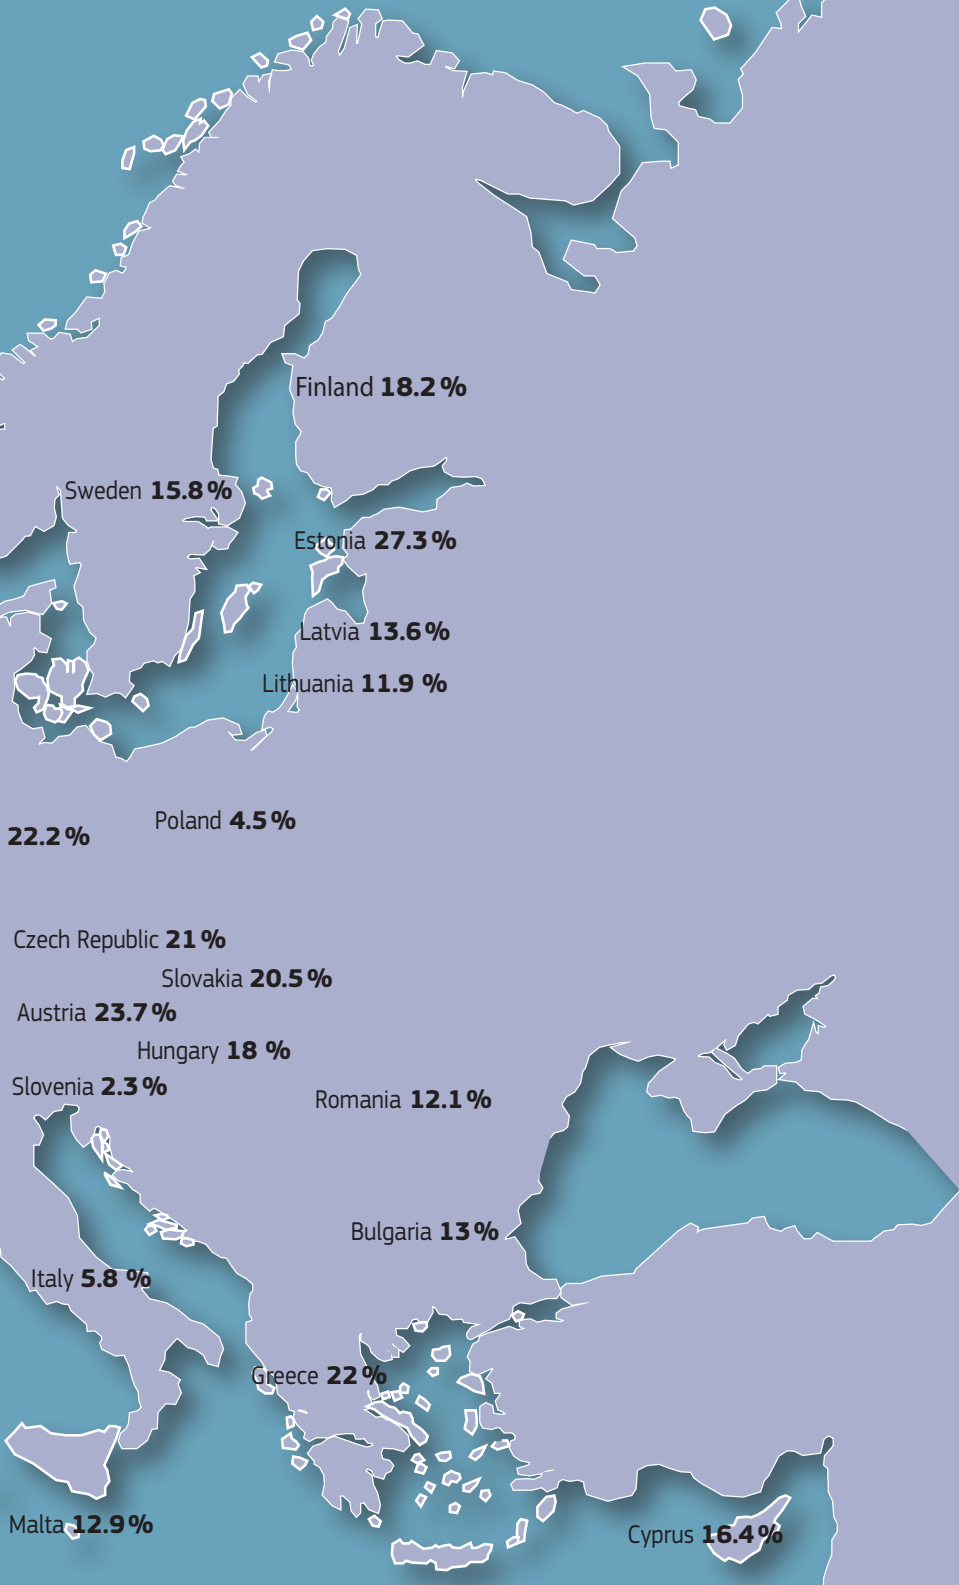 Finland 18.2 %
Sweden 15.8 %
Estonia 27.3 %
Latvia 13.6 %
Lithuania 11.9 %
Poland 4.5 %
22.2 %
Czech Republic 21 %
Slovakia 20.5 %
Austria 23.7 %
Hungary 18 %
Slovenia 2.3 %
Romania 12.1 %
Bulgaria 13 %
Italy 5.8 %
Greece 22 %
Malta 12.9 %
Cyprus 16.4 %